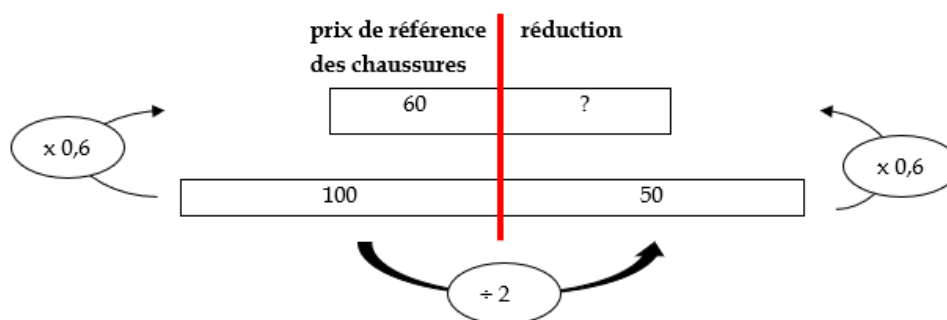 prix de référence
des chaussures
réduction
60
?
x 0,6
x 0,6
100
50
÷ 2